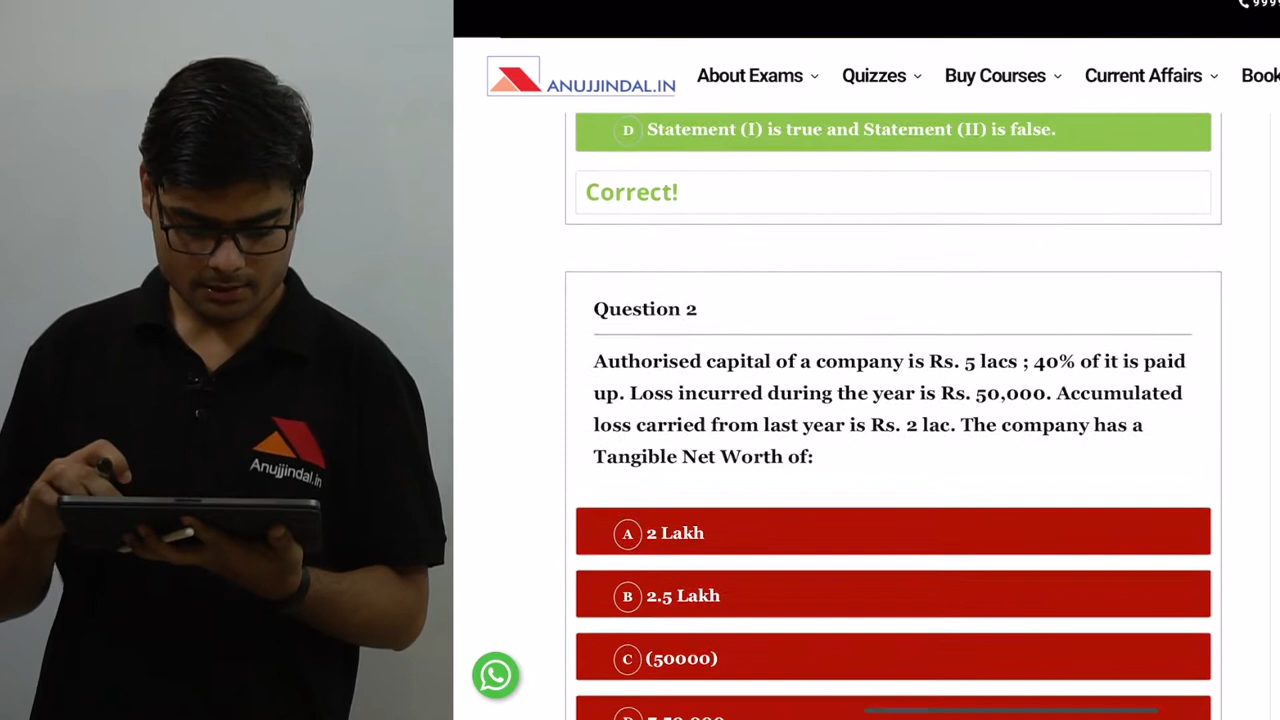 9999
ANUJJINDAL.IN
About Exams
Quizzes
Buy Courses
Current Affairs
Book
D Statement (I) is true and Statement (II) is false.
Correct!
Question 2
Authorised capital of a company is Rs. 5 lacs ; 40% of it is paid
up. Loss incurred during the year is Rs. 50,000. Accumulated
loss carried from last year is Rs. 2 lac. The company has a
Tangible Net Worth of:
A 2 Lakh
B 2.5 Lakh
C (50000)
Anujjindal.in